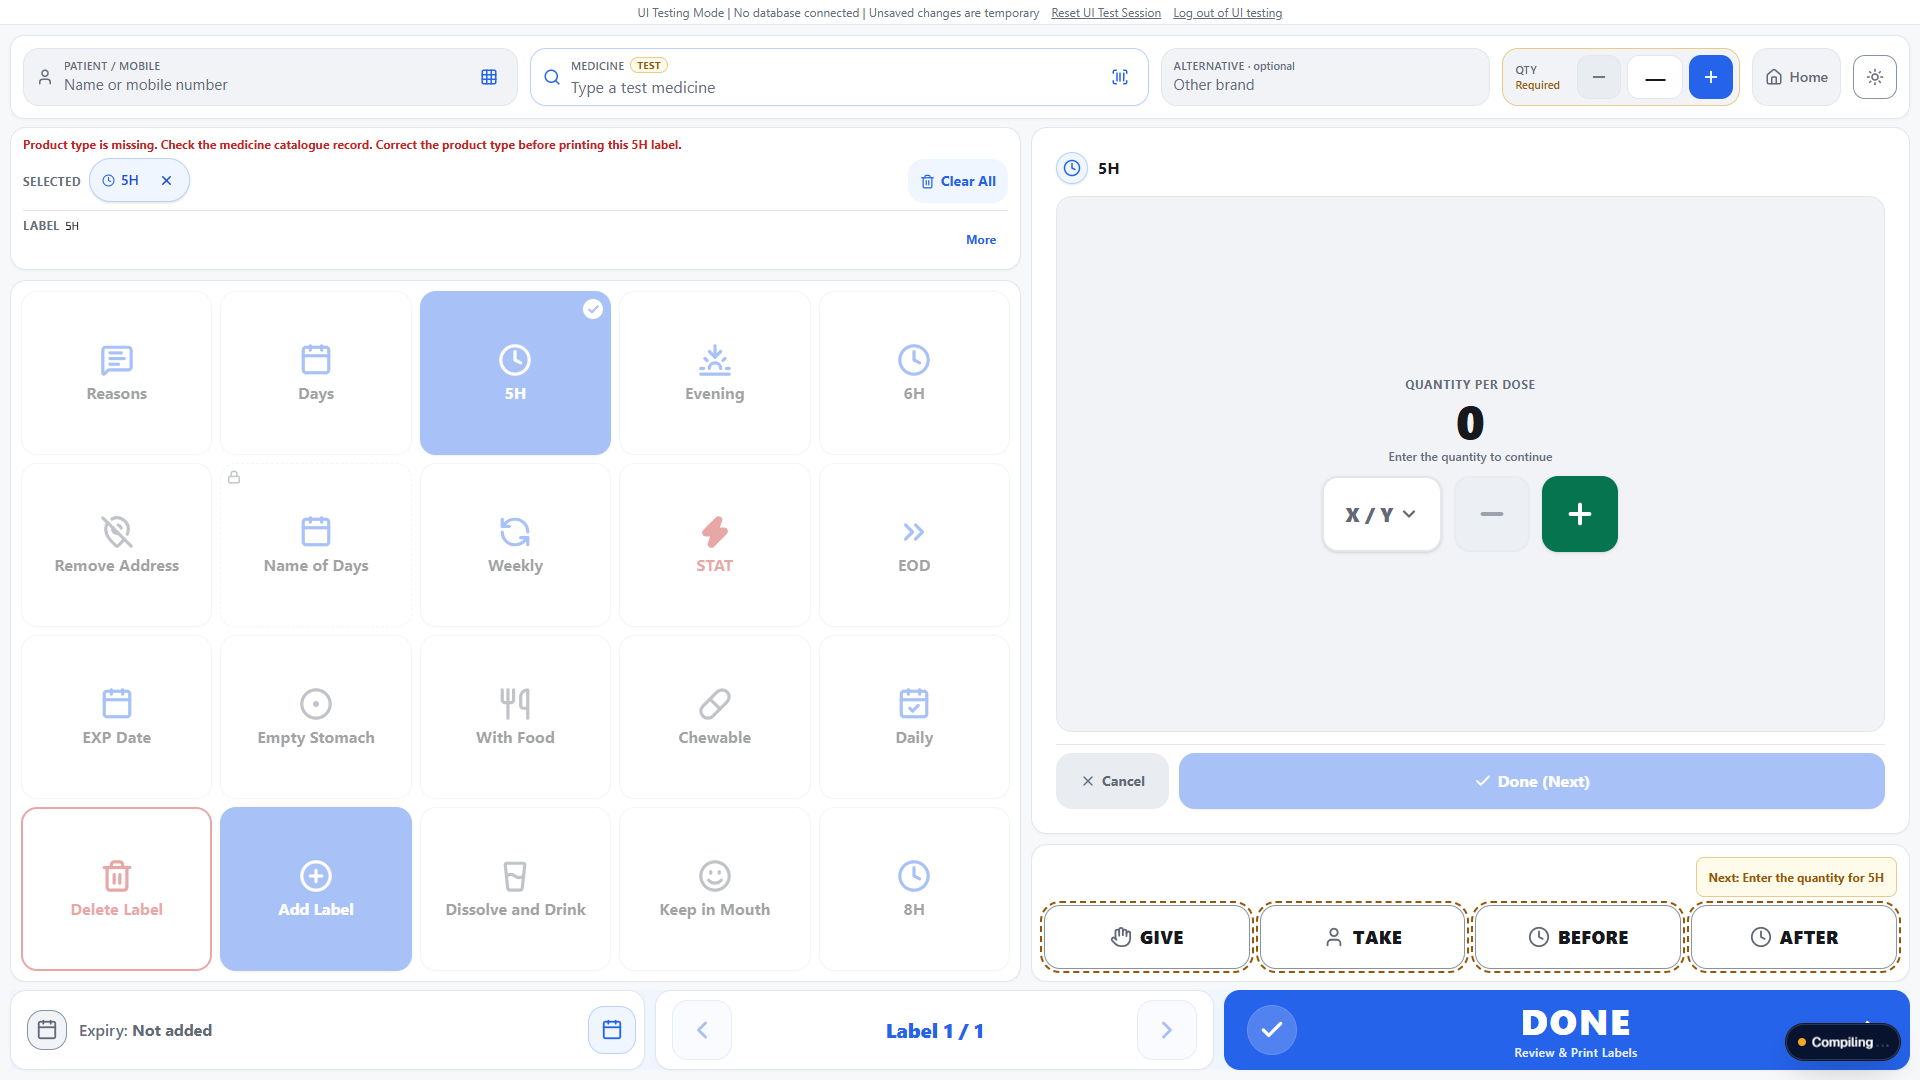 UI Testing Mode | No database connected | Unsaved changes are temporary Reset UI Test Session Log out of UI testing
PATIENT / MOBILE
Name or mobile number
MEDICINE TEST
Type a test medicine
ALTERNATIVE · optional
Other brand
QTY
Required
—
Home
Product type is missing. Check the medicine catalogue record. Correct the product type before printing this 5H label.
SELECTED 5H
Clear All
LABEL 5H
More
Reasons
Days
5H
Evening
6H
Remove Address
Name of Days
Weekly
STAT
EOD
EXP Date
Empty Stomach
With Food
Chewable
Daily
Delete Label
Add Label
Dissolve and Drink
Keep in Mouth
8H
5H
QUANTITY PER DOSE
0
Enter the quantity to continue
X / Y
Cancel
Done (Next)
Next: Enter the quantity for 5H
GIVE
TAKE
BEFORE
AFTER
Expiry: Not added
Label 1 / 1
DONE
Review & Print Labels
Compiling...